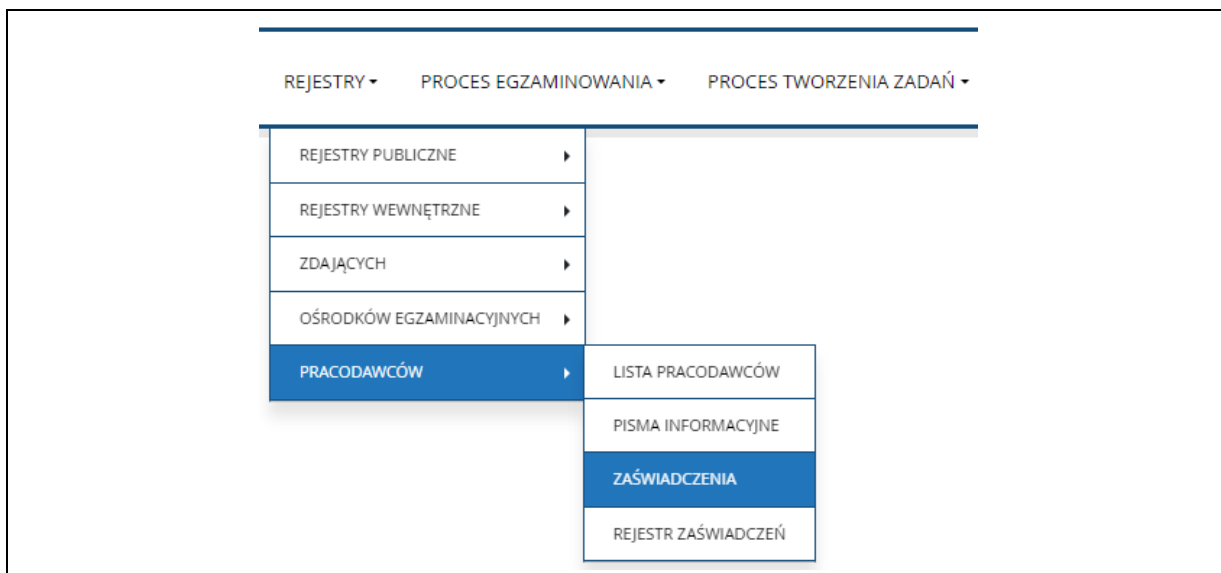 REJESTRY PROCES EGZAMINOWANIA PROCES TWORZENIA ZADAŃ
REJESTRY PUBLICZNE
REJESTRY WEWNĘTRZNE
ZDAJĄCYCH
OŚRODKÓW EGZAMINACYJNYCH
PRACODAWCÓW
LISTA PRACODAWCÓW
PISMA INFORMACYJNE
ZAŚWIADCZENIA
REJESTR ZAŚWIADCZEŃ